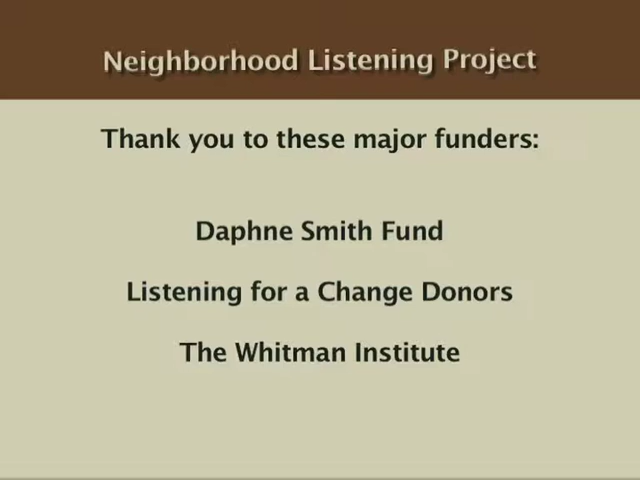 Neighborhood Listening Project
Thank you to these major funders:
Daphne Smith Fund
Listening for a Change Donors
The Whitman Institute